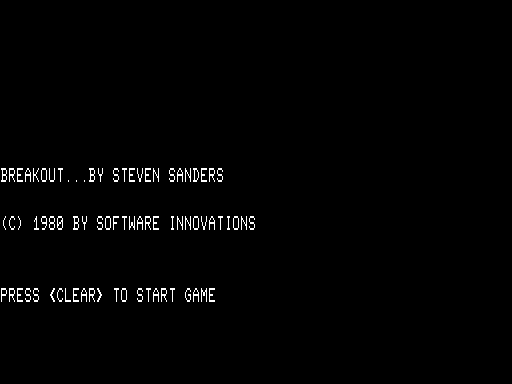 BREAKOUT...BY STEVEN SANDERS
(C) 1980 BY SOFTWARE INNOVATIONS
PRESS <CLEAR> TO START GAME